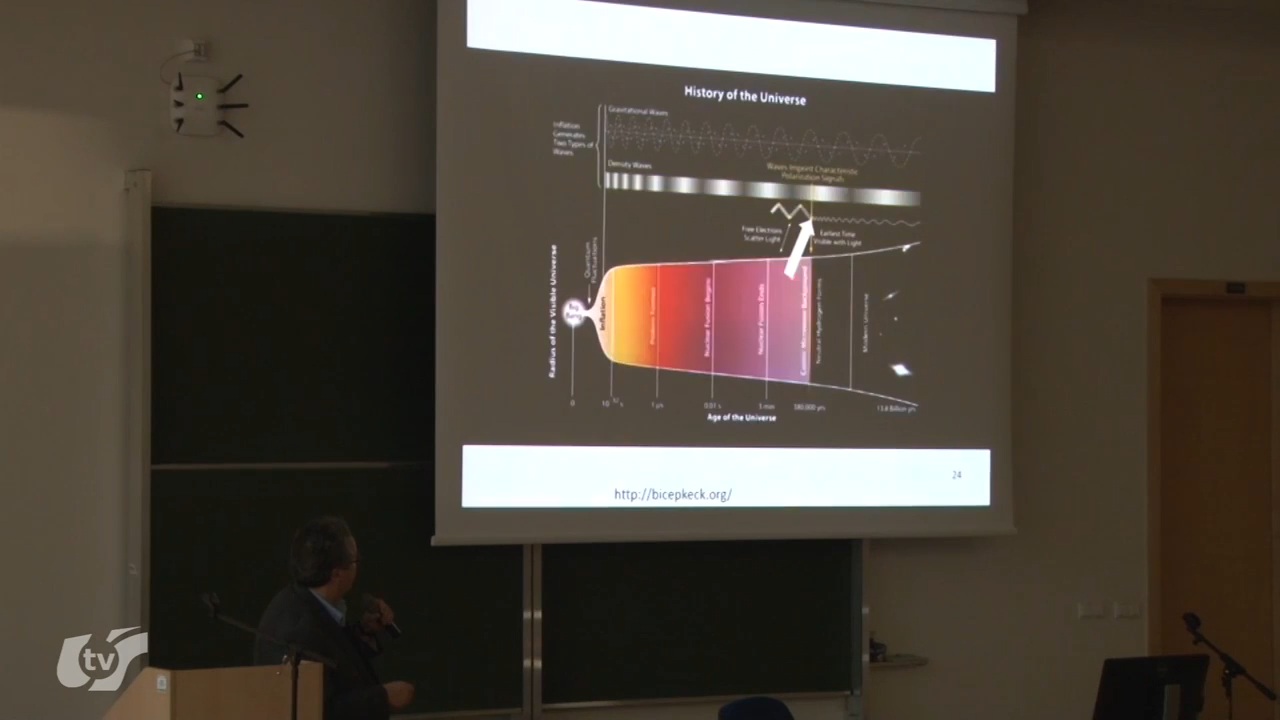 History of the Universe
Gravitational Waves
Inflation
Generates
Two Types of
Waves
Density Waves
Waves Imprint Characteristic
Polarization Signals
Free Electrons
Scatter Light
Earliest Time
Visible with Light
Radius of the Visible Universe
Quantum
Fluctuations
Big
Bang
Inflation
Protons Formed
Nuclear Fusion Begins
Nuclear Fusion Ends
Cosmic Microwave Background
Neutral Hydrogen Forms
Modern Universe
0
1 µs
0.01 s
3 min
380,000 yrs
13.8 Billion yrs
Age of the Universe
24
http://bicepkeck.org/
tv